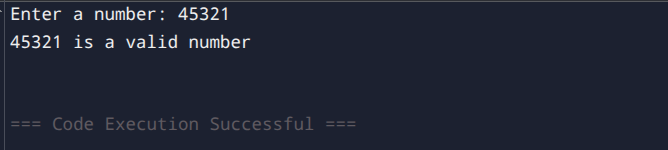 Enter a number: 45321
45321 is a valid number
=== Code Execution Successful ===